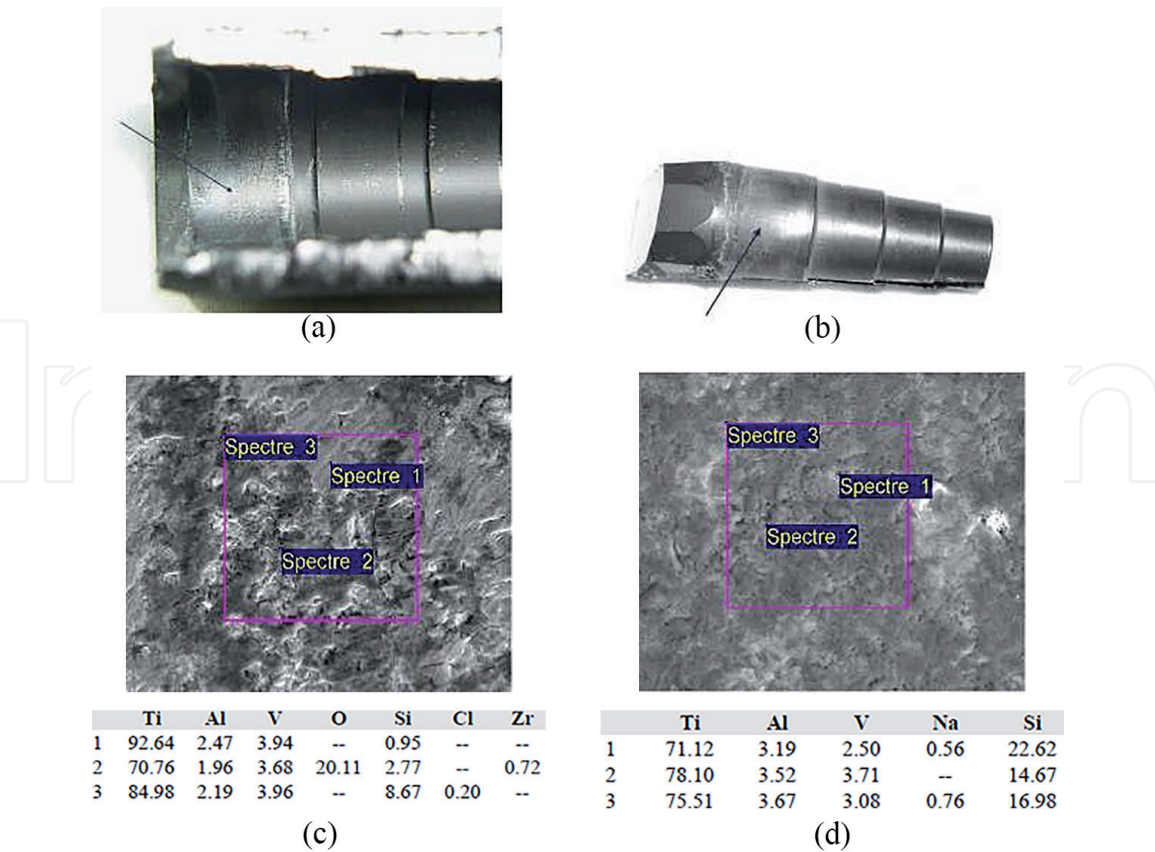 (a)
(b)
Spectre 3
Spectre 1
Spectre 2
Spectre 3
Spectre 1
Spectre 2
Ti Al V O Si Cl Zr
1 92.64 2.47 3.94 -- 0.95 -- --
2 70.76 1.96 3.68 20.11 2.77 -- 0.72
3 84.98 2.19 3.96 -- 8.67 0.20 --
Ti Al V Na Si
1 71.12 3.19 2.50 0.56 22.62
2 78.10 3.52 3.71 -- 14.67
3 75.51 3.67 3.08 0.76 16.98
(c)
(d)